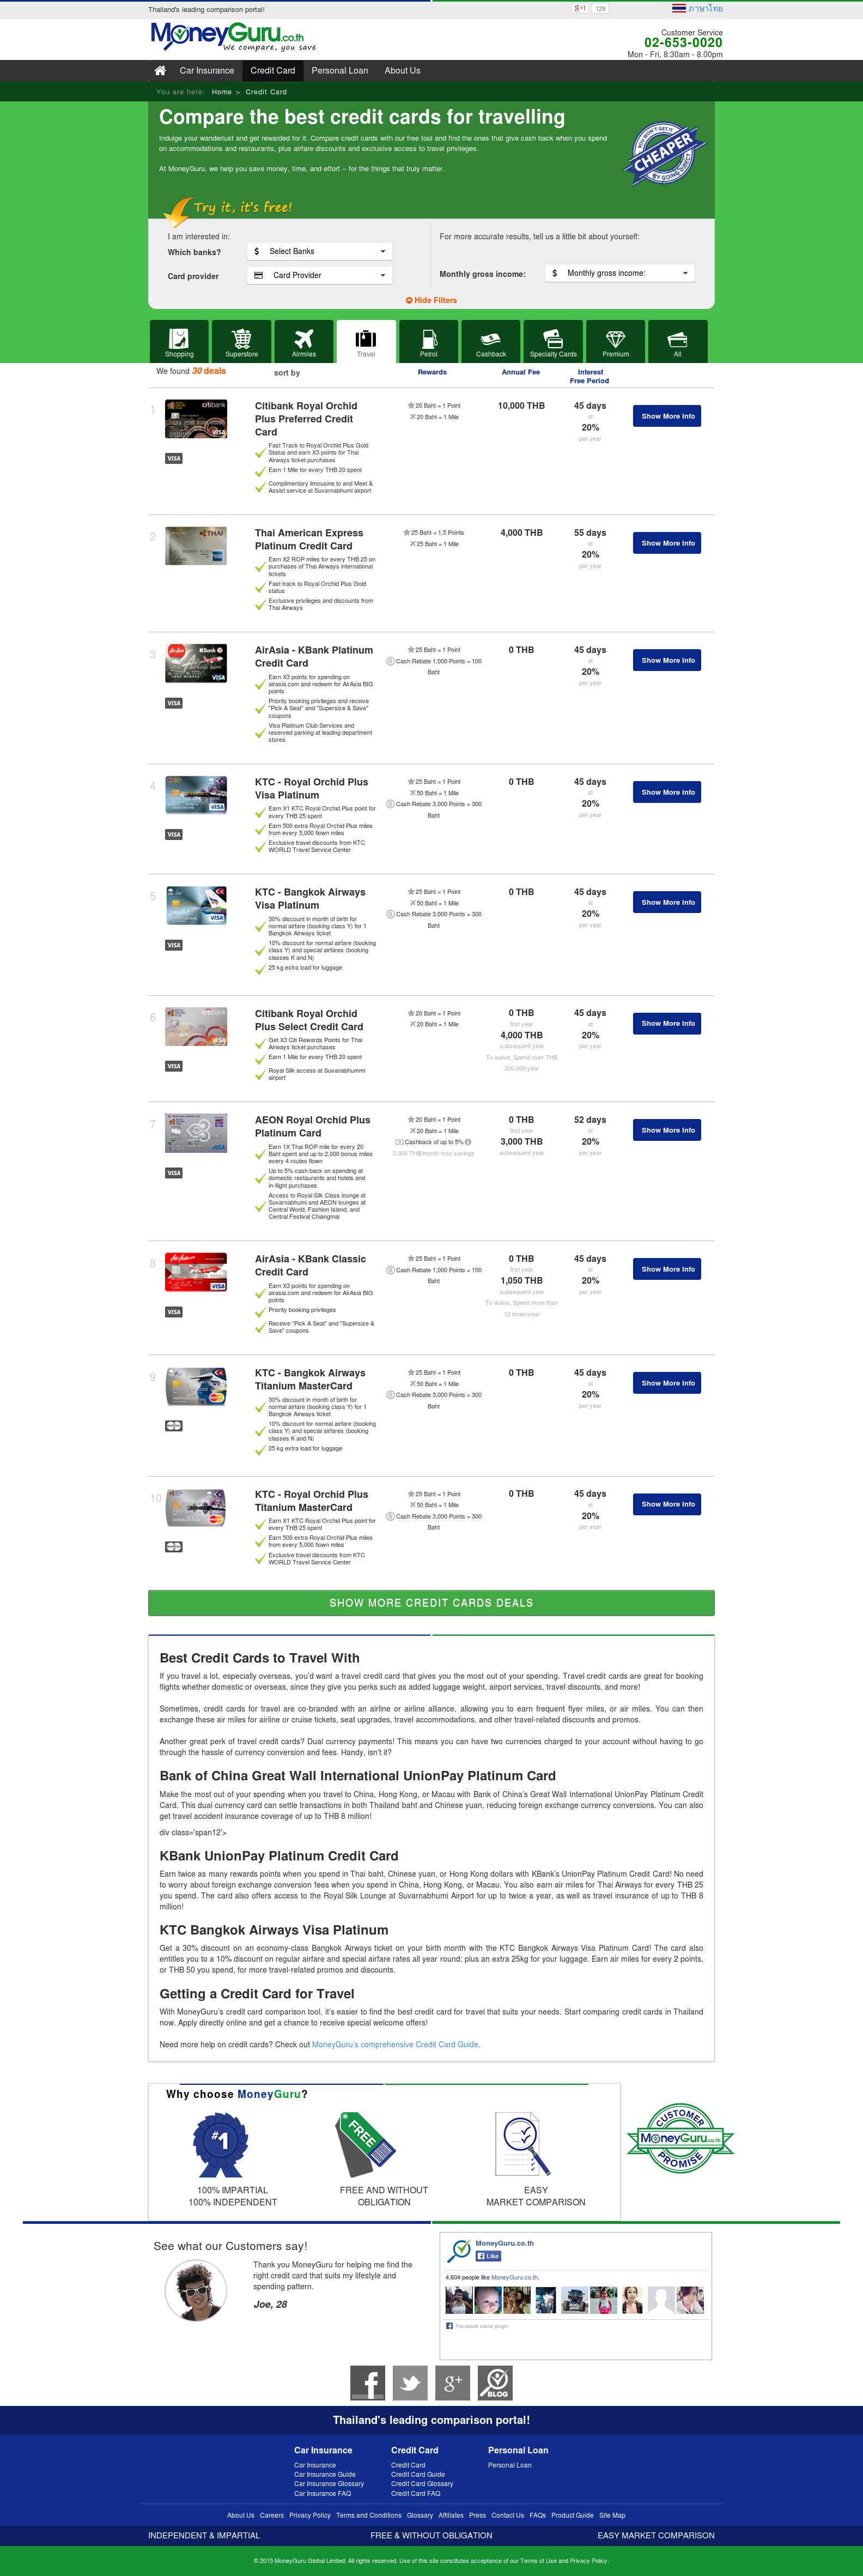 Thailand's leading comparison portal!
+1 129
ภาษาไทย
MoneyGuru.co.th
We compare, you save
Customer Service
02-653-0020
Mon - Fri, 8:30am - 8.00pm
Car Insurance Credit Card Personal Loan About Us
You are here: Home > Credit Card
Compare the best credit cards for travelling
Indulge your wanderlust and get rewarded for it. Compare credit cards with our free tool and find the ones that give cash back when you spend
on accommodations and restaurants, plus airfare discounts and exclusive access to travel privileges.
At MoneyGuru, we help you save money, time, and effort -- for the things that truly matter.
CHEAPER
Try it, it's free!
I am interested in:
Which banks? Select Banks
Card provider Card Provider
For more accurate results, tell us a little bit about yourself:
Monthly gross income: Monthly gross income:
Hide Filters
Shopping Superstore Airmiles Travel Petrol Cashback Specialty Cards Premium All
We found 30 deals
sort by
Rewards
Annual Fee
Interest
Free Period
1
Citibank Royal Orchid
Plus Preferred Credit
Card
Fast Track to Royal Orchid Plus Gold
Status and earn X3 points for Thai
Airways ticket purchases
Earn 1 Mile for every THB 20 spent
Complimentary limousine to and Meet &
Assist service at Suvarnabhumi airport
20 Baht = 1 Point
20 Baht = 1 Mile
10,000 THB
45 days
at
20%
per year
Show More Info
VISA
2
Thai American Express
Platinum Credit Card
Earn X2 ROP miles for every THB 25 on
purchases of Thai Airways international
tickets
Fast track to Royal Orchid Plus Gold
status
Exclusive privileges and discounts from
Thai Airways
25 Baht = 1.5 Points
25 Baht = 1 Mile
4,000 THB
55 days
at
20%
per year
Show More Info
3
AirAsia - KBank Platinum
Credit Card
Earn X3 points for spending on
airasia.com and redeem for AirAsia BIG
points
Priority booking privileges and receive
"Pick A Seat" and "Supersize & Save"
coupons
Visa Platinum Club Services and
reserved parking at leading department
stores
25 Baht = 1 Point
Cash Rebate 1,000 Points = 100
Baht
0 THB
45 days
at
20%
per year
Show More Info
VISA
4
KTC - Royal Orchid Plus
Visa Platinum
Earn X1 KTC Royal Orchid Plus point for
every THB 25 spent
Earn 500 extra Royal Orchid Plus miles
from every 5,000 flown miles
Exclusive travel discounts from KTC
WORLD Travel Service Center
25 Baht = 1 Point
50 Baht = 1 Mile
Cash Rebate 3,000 Points = 300
Baht
0 THB
45 days
at
20%
per year
Show More Info
VISA
5
KTC - Bangkok Airways
Visa Platinum
30% discount in month of birth for
normal airfare (booking class Y) for 1
Bangkok Airways ticket
10% discount for normal airfare (booking
class Y) and special airfares (booking
classes K and N)
25 kg extra load for luggage
25 Baht = 1 Point
50 Baht = 1 Mile
Cash Rebate 3,000 Points = 300
Baht
0 THB
45 days
at
20%
per year
Show More Info
VISA
6
Citibank Royal Orchid
Plus Select Credit Card
Get X3 Citi Rewards Points for Thai
Airways ticket purchases
Earn 1 Mile for every THB 20 spent
Royal Silk access at Suvanabhummi
airport
20 Baht = 1 Point
20 Baht = 1 Mile
0 THB
first year
4,000 THB
subsequent year
To waive, Spend over THB
300,000/year
45 days
at
20%
per year
Show More Info
VISA
7
AEON Royal Orchid Plus
Platinum Card
Earn 1X Thai ROP mile for every 20
Baht spent and up to 2,000 bonus miles
every 4 routes flown
Up to 5% cash back on spending at
domestic restaurants and hotels and
in-flight purchases
Access to Royal Silk Class lounge at
Suvarnabhumi and AEON lounges at
Central World, Fashion Island, and
Central Festival Chiangmai
20 Baht = 1 Point
20 Baht = 1 Mile
Cashback of up to 5%
3,000 THB/month max savings
0 THB
first year
3,000 THB
subsequent year
52 days
at
20%
per year
Show More Info
VISA
8
AirAsia - KBank Classic
Credit Card
Earn X3 points for spending on
airasia.com and redeem for AirAsia BIG
points
Priority booking privileges
Receive "Pick A Seat" and "Supersize &
Save" coupons
25 Baht = 1 Point
Cash Rebate 1,000 Points = 100
Baht
0 THB
first year
1,050 THB
subsequent year
To waive, Spend more than
12 times/year
45 days
at
20%
per year
Show More Info
VISA
9
KTC - Bangkok Airways
Titanium MasterCard
30% discount in month of birth for
normal airfare (booking class Y) for 1
Bangkok Airways ticket
10% discount for normal airfare (booking
class Y) and special airfares (booking
classes K and N)
25 kg extra load for luggage
25 Baht = 1 Point
50 Baht = 1 Mile
Cash Rebate 3,000 Points = 300
Baht
0 THB
45 days
at
20%
per year
Show More Info
10
KTC - Royal Orchid Plus
Titanium MasterCard
Earn X1 KTC Royal Orchid Plus point for
every THB 25 spent
Earn 500 extra Royal Orchid Plus miles
from every 5,000 flown miles
Exclusive travel discounts from KTC
WORLD Travel Service Center
25 Baht = 1 Point
50 Baht = 1 Mile
Cash Rebate 3,000 Points = 300
Baht
0 THB
45 days
at
20%
per year
Show More Info
SHOW MORE CREDIT CARDS DEALS
Best Credit Cards to Travel With
If you travel a lot, especially overseas, you'd want a travel credit card that gives you the most out of your spending. Travel credit cards are great for booking
flights whether domestic or overseas, since they give you perks such as added luggage weight, airport services, travel discounts, and more!
Sometimes, credit cards for travel are co-branded with an airline or airline alliance, allowing you to earn frequent flyer miles, or air miles. You can then
exchange these air miles for airline or cruise tickets, seat upgrades, travel accommodations, and other travel-related discounts and promos.
Another great perk of travel credit cards? Dual currency payments! This means you can have two currencies charged to your account without having to go
through the hassle of currency conversion and fees. Handy, isn't it?
Bank of China Great Wall International UnionPay Platinum Card
Make the most out of your spending when you travel to China, Hong Kong, or Macau with Bank of China's Great Wall International UnionPay Platinum Credit
Card. This dual currency card can settle transactions in both Thailand baht and Chinese yuan, reducing foreign exchange currency conversions. You can also
get travel accident insurance coverage of up to THB 8 million!
div class='span12'>
KBank UnionPay Platinum Credit Card
Earn twice as many rewards points when you spend in Thai baht, Chinese yuan, or Hong Kong dollars with KBank's UnionPay Platinum Credit Card! No need
to worry about foreign exchange conversion fees when you spend in China, Hong Kong, or Macau. You also earn air miles for Thai Airways for every THB 25
you spend. The card also offers access to the Royal Silk Lounge at Suvarnabhumi Airport for up to twice a year, as well as travel insurance of up to THB 8
million!
KTC Bangkok Airways Visa Platinum
Get a 30% discount on an economy-class Bangkok Airways ticket on your birth month with the KTC Bangkok Airways Visa Platinum Card! The card also
entitles you to a 10% discount on regular airfare and special airfare rates all year round; plus an extra 25kg for your luggage. Earn air miles for every 2 points,
or THB 50 you spend, for more travel-related promos and discounts.
Getting a Credit Card for Travel
With MoneyGuru's credit card comparison tool, it's easier to find the best credit card for travel that suits your needs. Start comparing credit cards in Thailand
now. Apply directly online and get a chance to receive special welcome offers!
Need more help on credit cards? Check out MoneyGuru's comprehensive Credit Card Guide.
Why choose MoneyGuru?
#1
100% IMPARTIAL
100% INDEPENDENT
FREE
FREE AND WITHOUT
OBLIGATION
EASY
MARKET COMPARISON
CUSTOMER
MoneyGuru.co.th
PROMISE
See what our Customers say!
Thank you MoneyGuru for helping me find the
right credit card that suits my lifestyle and
spending pattern.
Joe, 28
MoneyGuru.co.th
Like
4,604 people like MoneyGuru.co.th.
Facebook social plugin
BLOG
Thailand's leading comparison portal!
Car Insurance Credit Card Personal Loan
Car Insurance Credit Card Personal Loan
Car Insurance Guide Credit Card Guide
Car Insurance Glossary Credit Card Glossary
Car Insurance FAQ Credit Card FAQ
About Us Careers Privacy Policy Terms and Conditions Glossary Affiliates Press Contact Us FAQs Product Guide Site Map
INDEPENDENT & IMPARTIAL FREE & WITHOUT OBLIGATION EASY MARKET COMPARISON
© 2015 MoneyGuru Global Limited. All rights reserved. Use of this site constitutes acceptance of our Terms of Use and Privacy Policy.